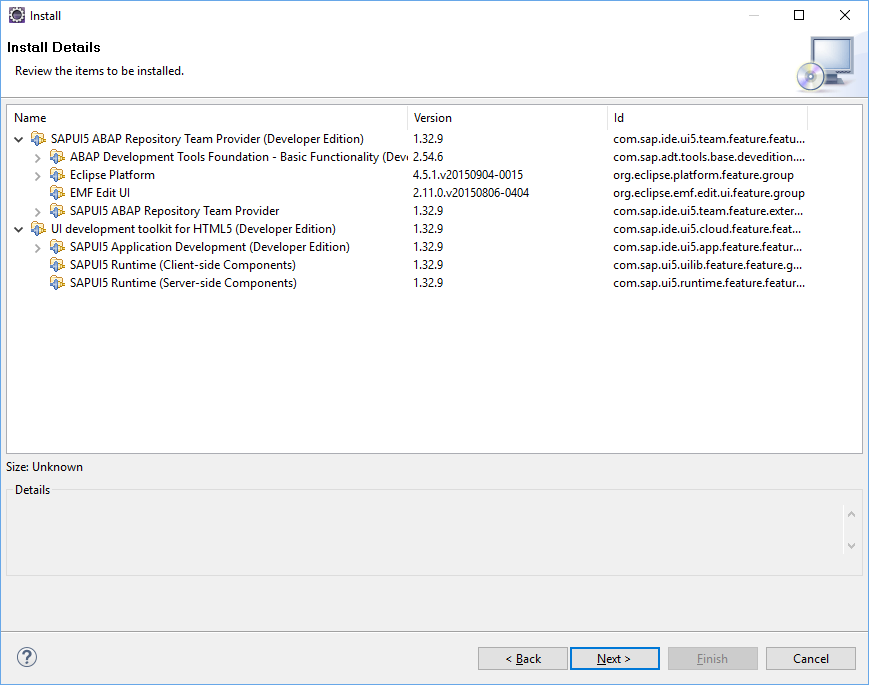 Install
Install Details
Review the items to be installed.
Name Version Id
SAPUI5 ABAP Repository Team Provider (Developer Edition) 1.32.9 com.sap.ide.ui5.team.feature.featu...
ABAP Development Tools Foundation - Basic Functionality (Dev 2.54.6 com.sap.adt.tools.base.devedition....
Eclipse Platform 4.5.1.v20150904-0015 org.eclipse.platform.feature.group
EMF Edit UI 2.11.0.v20150806-0404 org.eclipse.emf.edit.ui.feature.group
SAPUI5 ABAP Repository Team Provider 1.32.9 com.sap.ide.ui5.team.feature.exter...
UI development toolkit for HTML5 (Developer Edition) 1.32.9 com.sap.ide.ui5.cloud.feature.feat...
SAPUI5 Application Development (Developer Edition) 1.32.9 com.sap.ide.ui5.app.feature.featur...
SAPUI5 Runtime (Client-side Components) 1.32.9 com.sap.ui5.uilib.feature.feature.g...
SAPUI5 Runtime (Server-side Components) 1.32.9 com.sap.ui5.runtime.feature.featur...
Size: Unknown
Details
? < Back Next > Finish Cancel